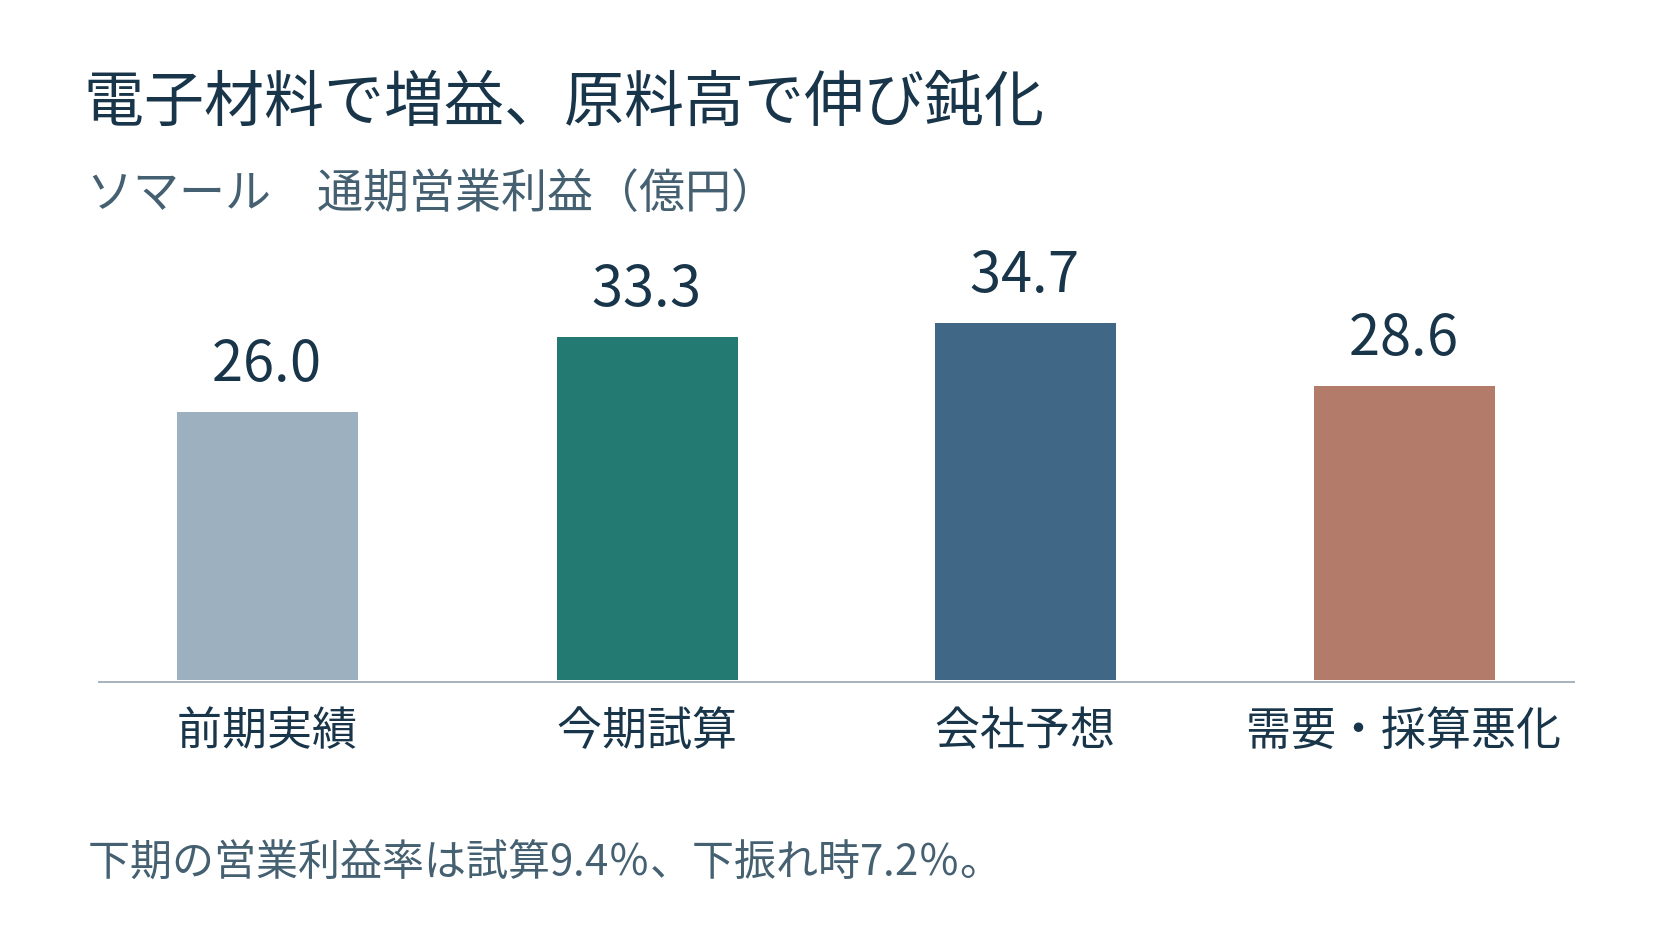 電子材料で増益、原料高で伸び鈍化
ソマール　通期営業利益（億円）
26.0
33.3
34.7
28.6
前期実績
今期試算
会社予想
需要・採算悪化
下期の営業利益率は試算9.4%、下振れ時7.2%。